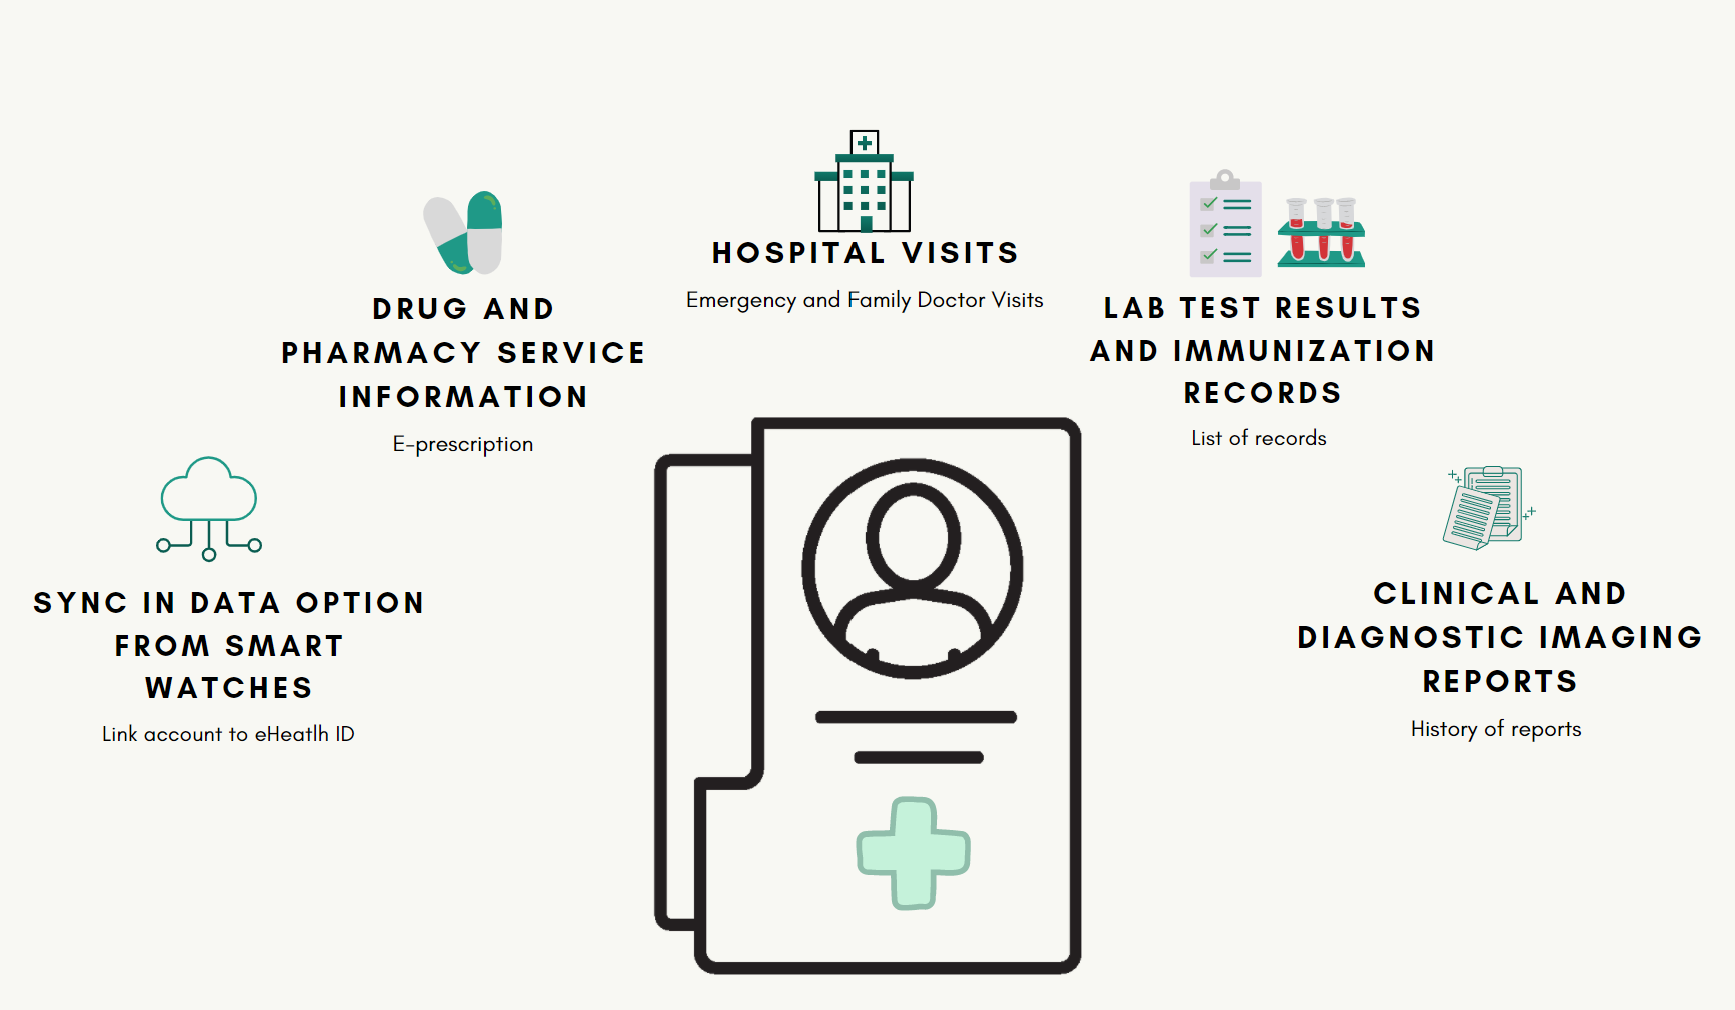 HOSPITAL VISITS
Emergency and Family Doctor Visits
DRUG AND
PHARMACY SERVICE
INFORMATION
E-prescription
LAB TEST RESULTS
AND IMMUNIZATION
RECORDS
List of records
SYNC IN DATA OPTION
FROM SMART
WATCHES
Link account to eHeatlh ID
CLINICAL AND
DIAGNOSTIC IMAGING
REPORTS
History of reports